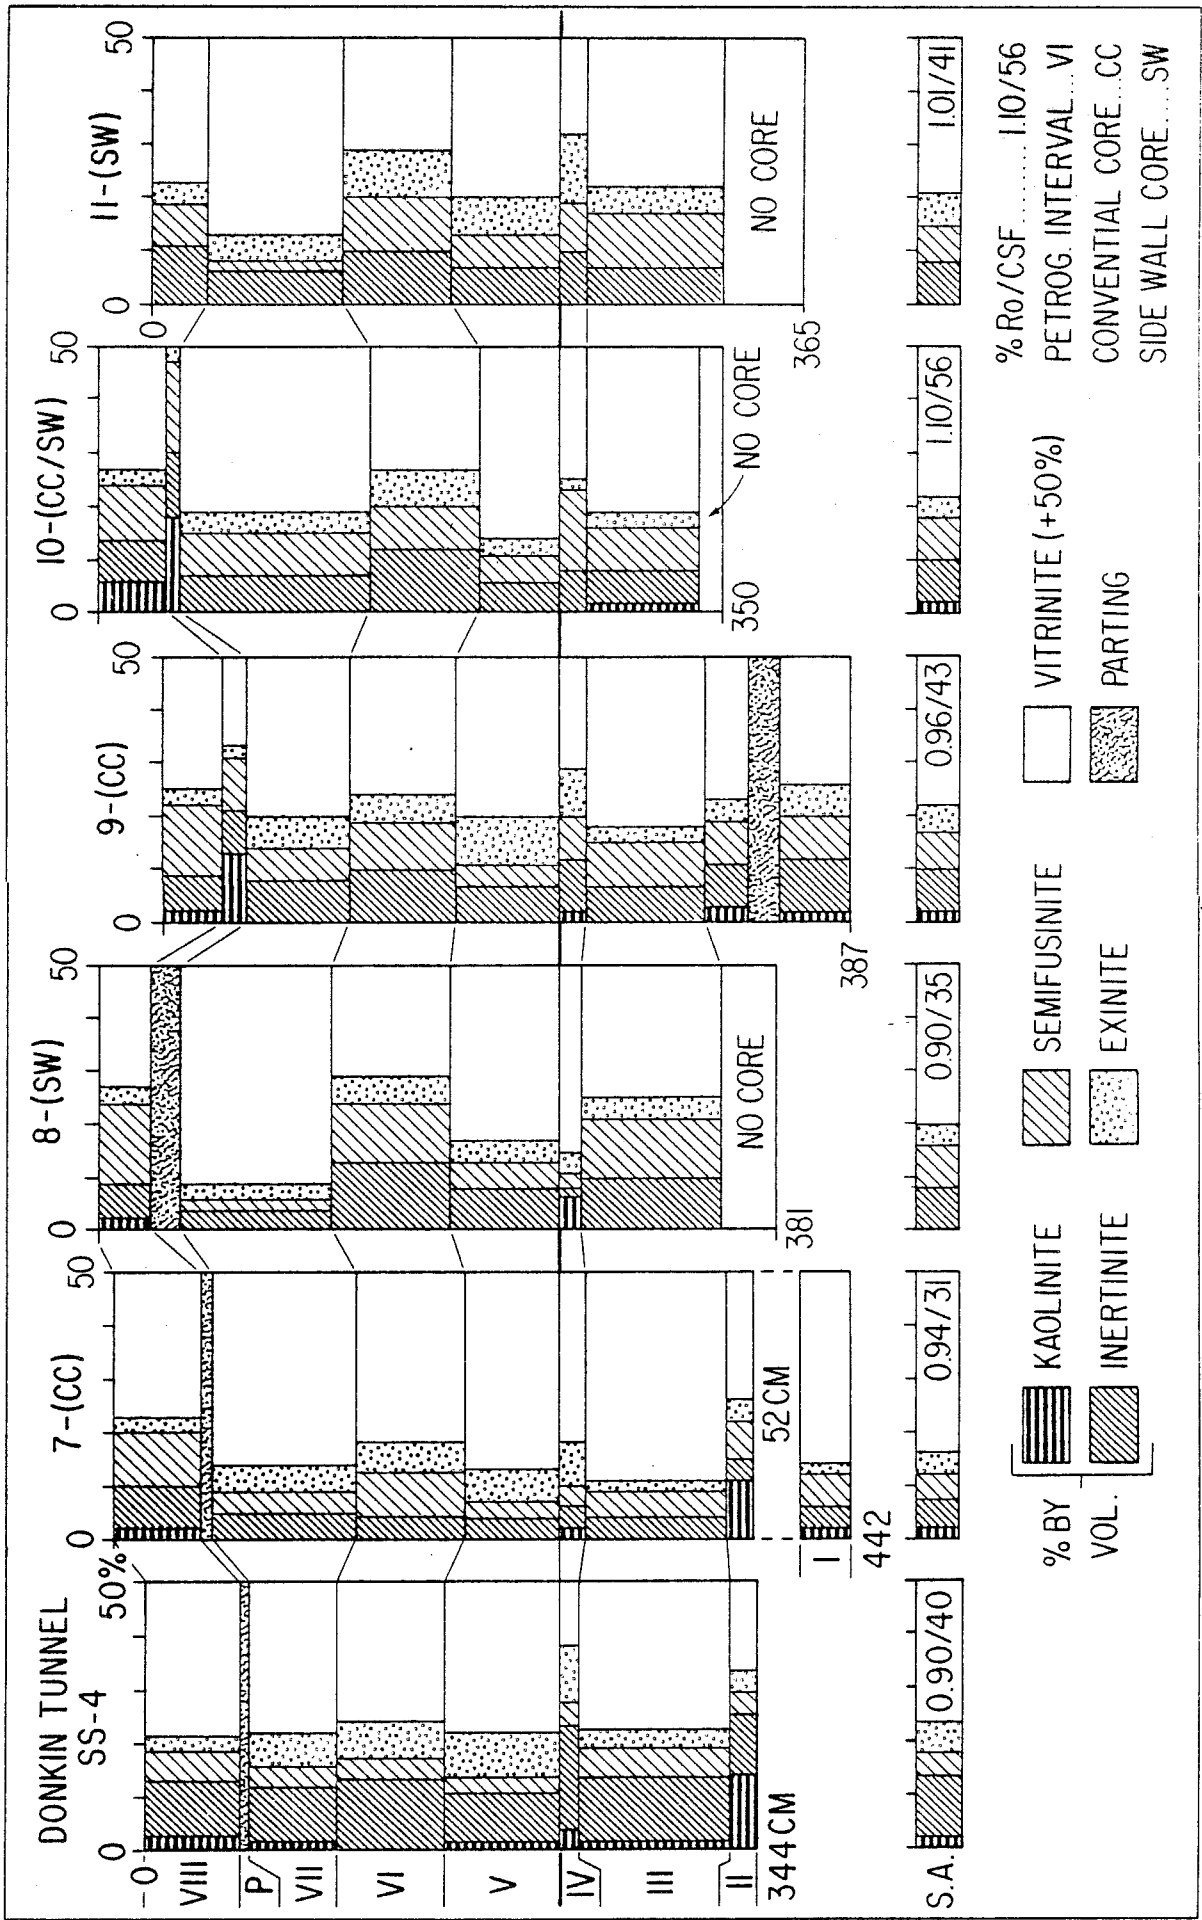 DONKIN TUNNEL
SS-4
7-(CC)
8-(SW)
9-(CC)
10-(CC/SW)
11-(SW)
0 50%
0 50
0 50
0 50
0 50
0 50
0
VIII
P
VII
VI
V
IV
III
II
344 CM
52 CM
I
442
NO CORE
381
387
NO CORE
350
0
NO CORE
365
S.A.
0.90/40
0.94/31
0.90/35
0.96/43
1.10/56
1.01/41
% BY
VOL.
KAOLINITE
INERTINITE
SEMIFUSINITE
EXINITE
VITRINITE (+50%)
PARTING
% Ro/CSF ........ 1.10/56
PETROG. INTERVAL...VI
CONVENTIAL CORE...CC
SIDE WALL CORE.....SW